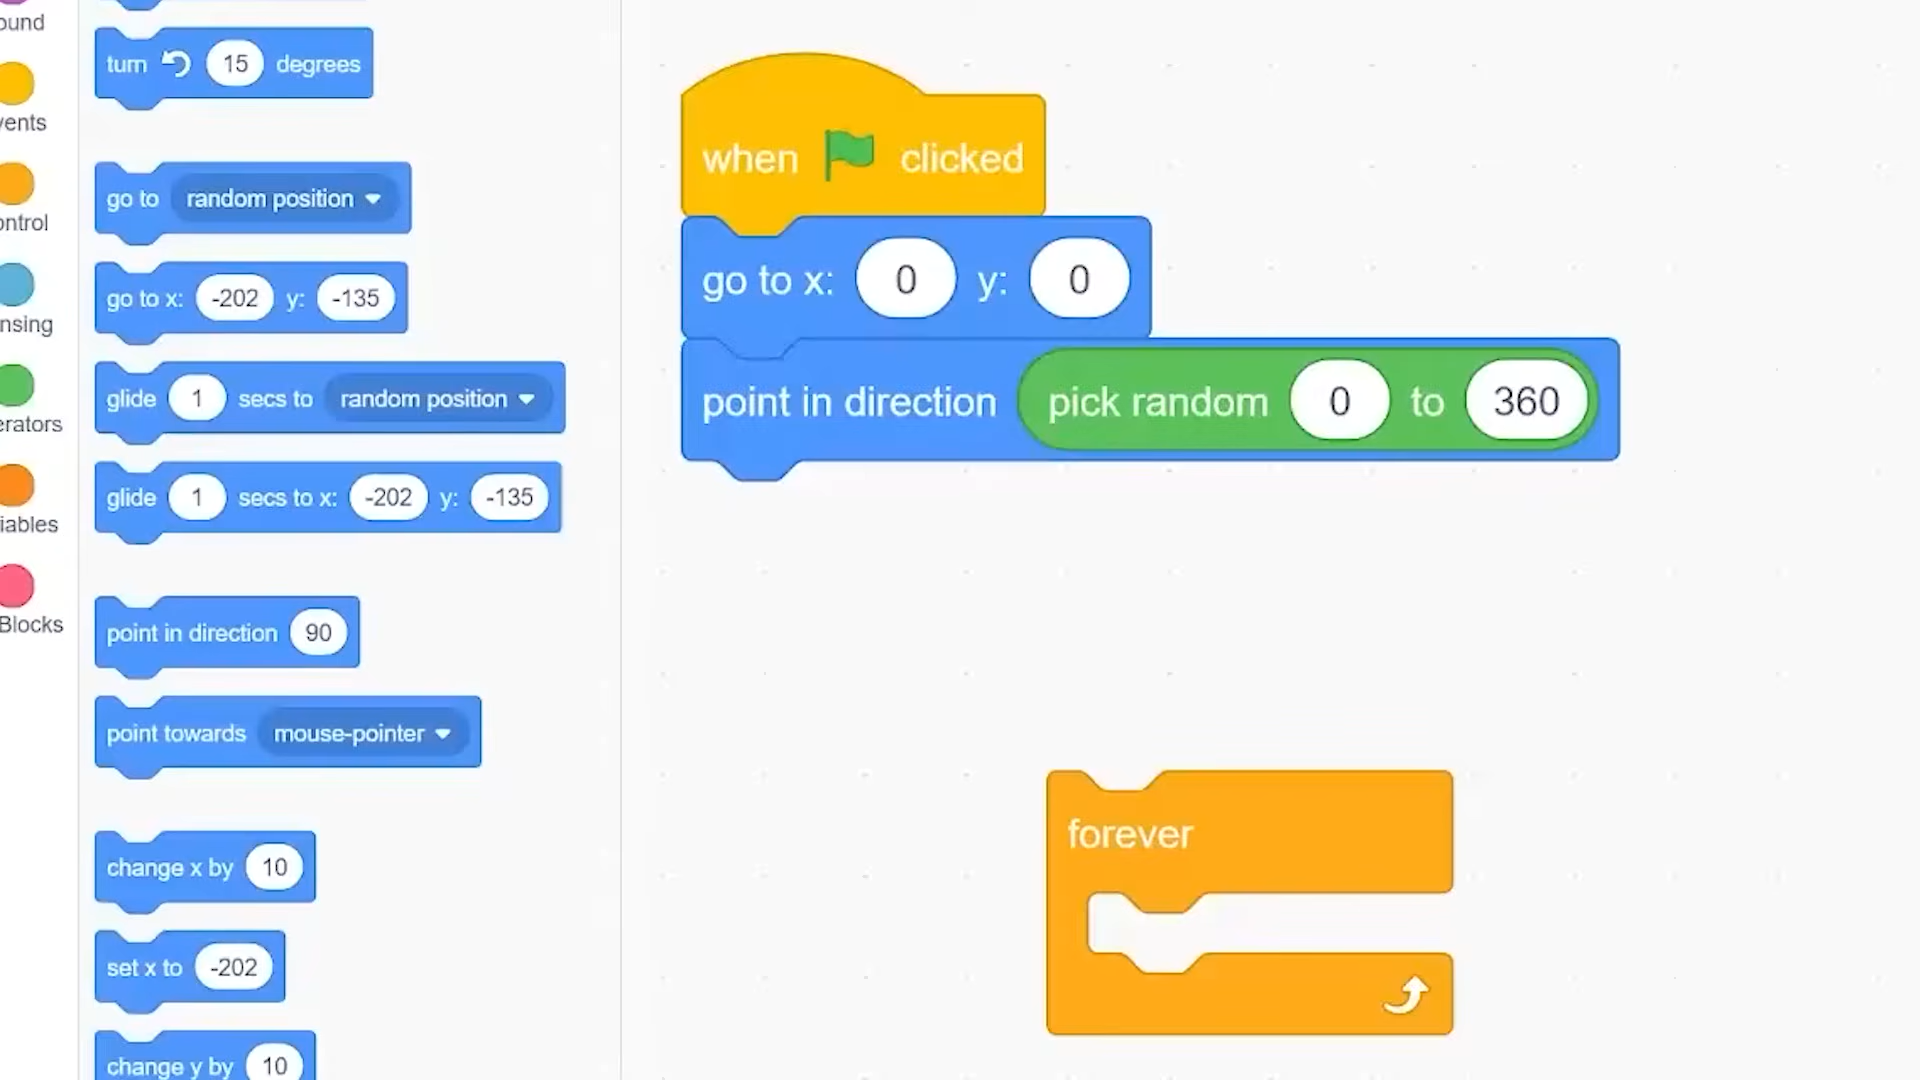 ound
vents
ontrol
nsing
erators
iables
Blocks
turn 15 degrees
go to random position
go to x: -202 y: -135
glide 1 secs to random position
glide 1 secs to x: -202 y: -135
point in direction 90
point towards mouse-pointer
change x by 10
set x to -202
change y by 10
when clicked
go to x: 0 y: 0
point in direction pick random 0 to 360
forever